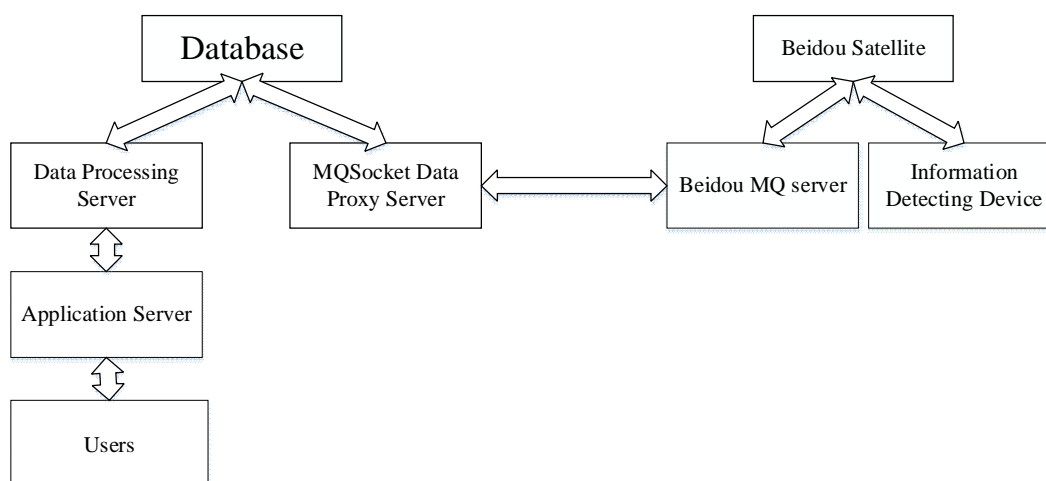 Database
Beidou Satellite
Data Processing
Server
MQSocket Data
Proxy Server
Beidou MQ server
Information
Detecting Device
Application Server
Users